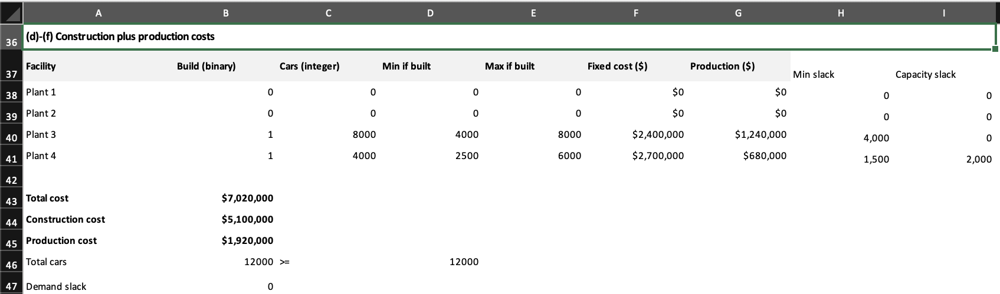 A B C D E F G H I
36 (d)-(f) Construction plus production costs
37 Facility Build (binary) Cars (integer) Min if built Max if built Fixed cost ($) Production ($) Min slack Capacity slack
38 Plant 1 0 0 0 0 $0 $0 0 0
39 Plant 2 0 0 0 0 $0 $0 0 0
40 Plant 3 1 8000 4000 8000 $2,400,000 $1,240,000 4,000 0
41 Plant 4 1 4000 2500 6000 $2,700,000 $680,000 1,500 2,000
42
43 Total cost $7,020,000
44 Construction cost $5,100,000
45 Production cost $1,920,000
46 Total cars 12000 >= 12000
47 Demand slack 0